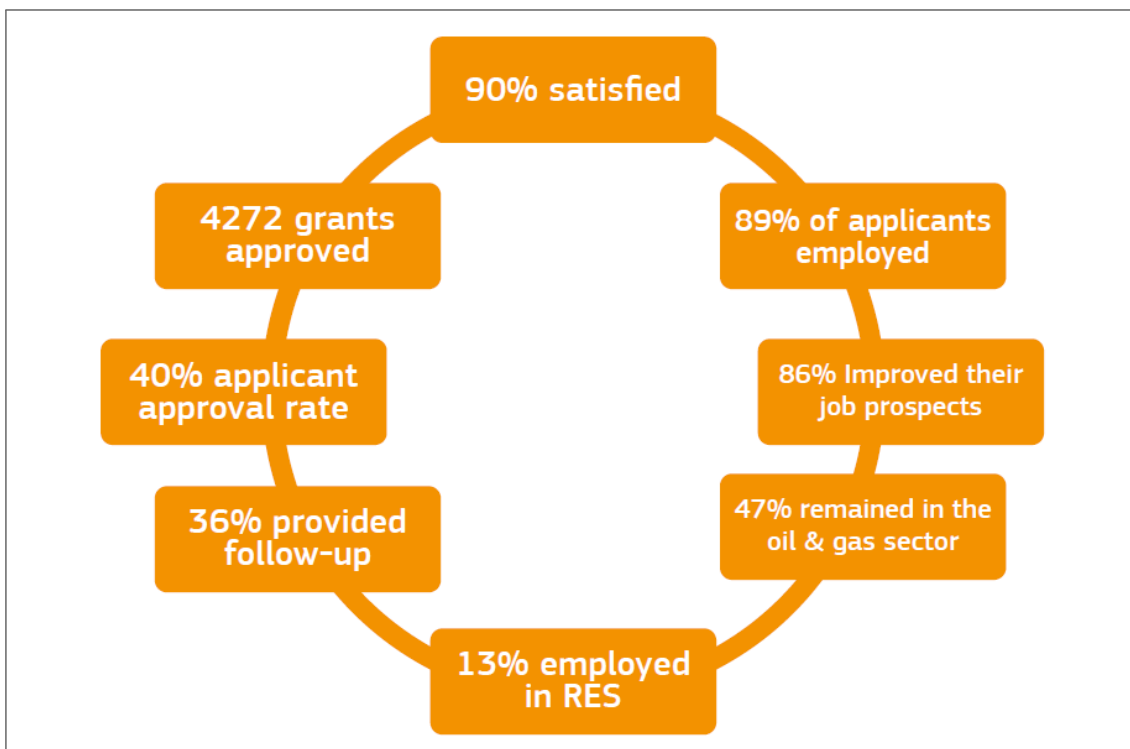 90% satisfied
4272 grants
approved
89% of applicants
employed
40% applicant
approval rate
86% Improved their
job prospects
36% provided
follow-up
47% remained in the
oil & gas sector
13% employed
in RES